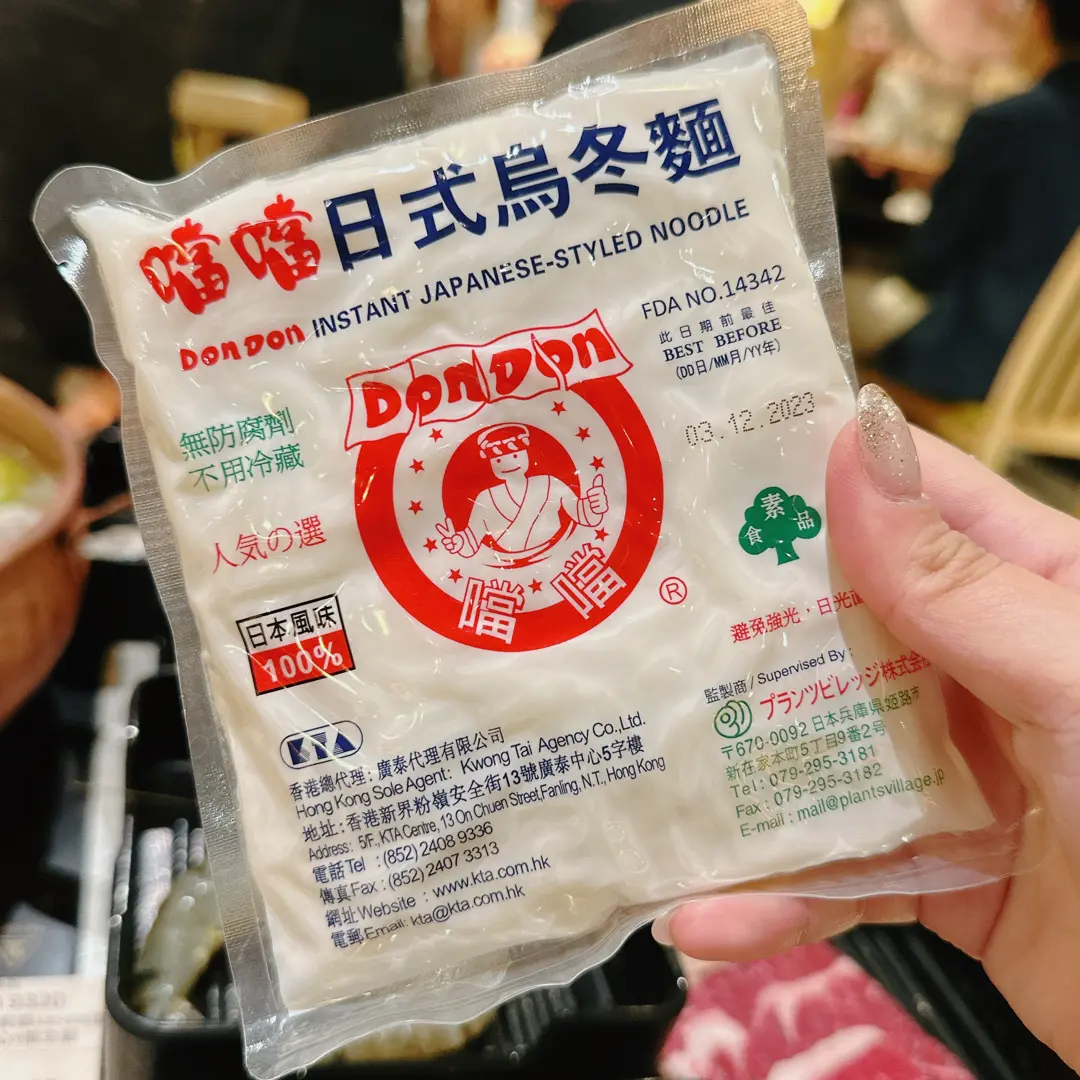 噹噹日式烏冬麵
DonDon INSTANT JAPANESE-STYLED NOODLE
FDA NO.14342
此日期前最佳
BEST BEFORE
(DD日/MM月/YY年)
03.12.2023
DonDon
噹噹
®
無防腐劑
不用冷藏
人気の選
日本風味
100%
素食品
避免強光，日光
監製商/Supervised By:
プランツビレッジ株式会
〒670-0092 日本兵庫県姫路市
新在家本町5丁目9番2号
Tel: 079-295-3181
Fax: 079-295-3182
E-mail: mail@plantsvillage.jp
KTA
香港總代理: 廣泰代理有限公司
Hong Kong Sole Agent: Kwong Tai Agency Co.,Ltd.
地址: 香港新界粉嶺安全街13號廣泰中心5字樓
Address: 5/F., KTA Centre, 13 On Chuen Street, Fanling, N.T., Hong Kong
電話Tel : (852) 2408 9336
傳真Fax : (852) 2407 3313
網址Website : www.kta.com.hk
電郵Email: kta@kta.com.hk